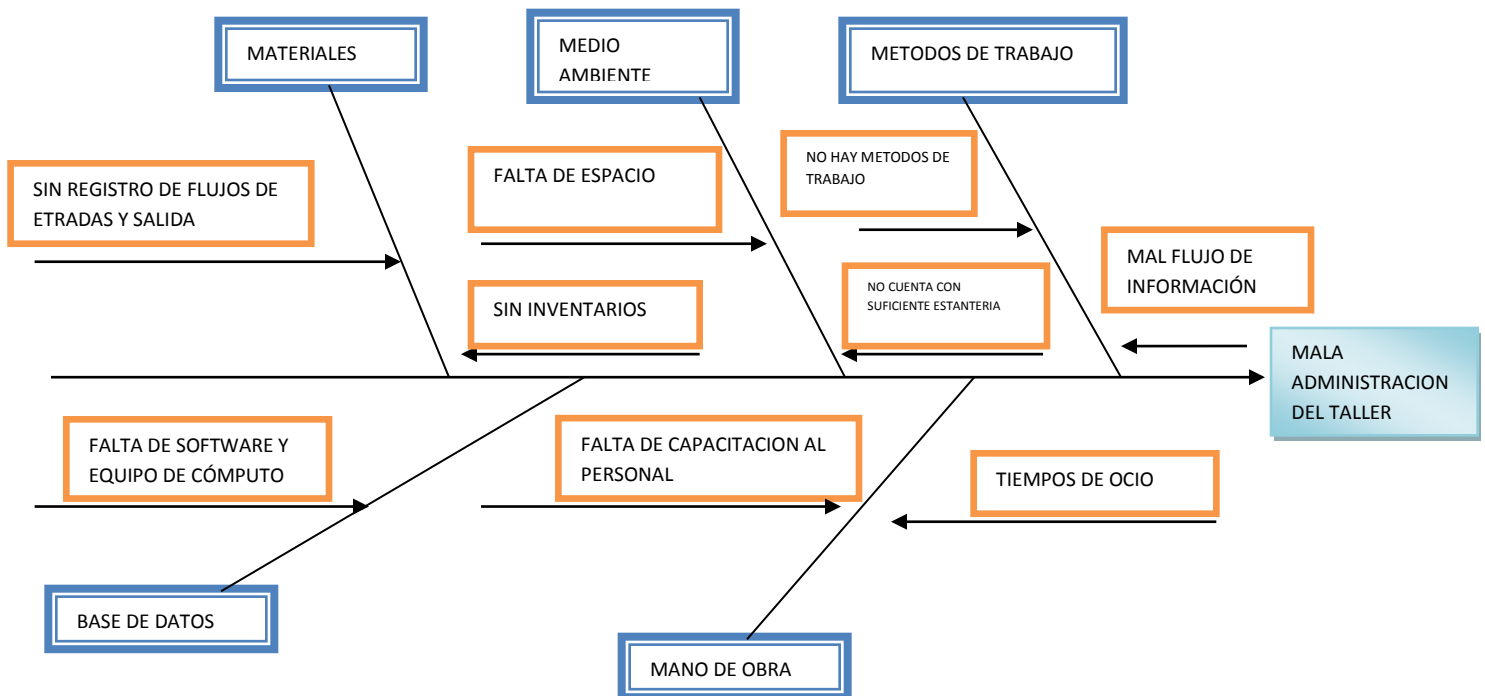 MATERIALES
MEDIO
AMBIENTE
METODOS DE TRABAJO
SIN REGISTRO DE FLUJOS DE
ETRADAS Y SALIDA
FALTA DE ESPACIO
NO HAY METODOS DE
TRABAJO
MAL FLUJO DE
INFORMACIÓN
SIN INVENTARIOS
NO CUENTA CON
SUFICIENTE ESTANTERIA
MALA
ADMINISTRACION
DEL TALLER
FALTA DE SOFTWARE Y
EQUIPO DE CÓMPUTO
FALTA DE CAPACITACION AL
PERSONAL
TIEMPOS DE OCIO
BASE DE DATOS
MANO DE OBRA